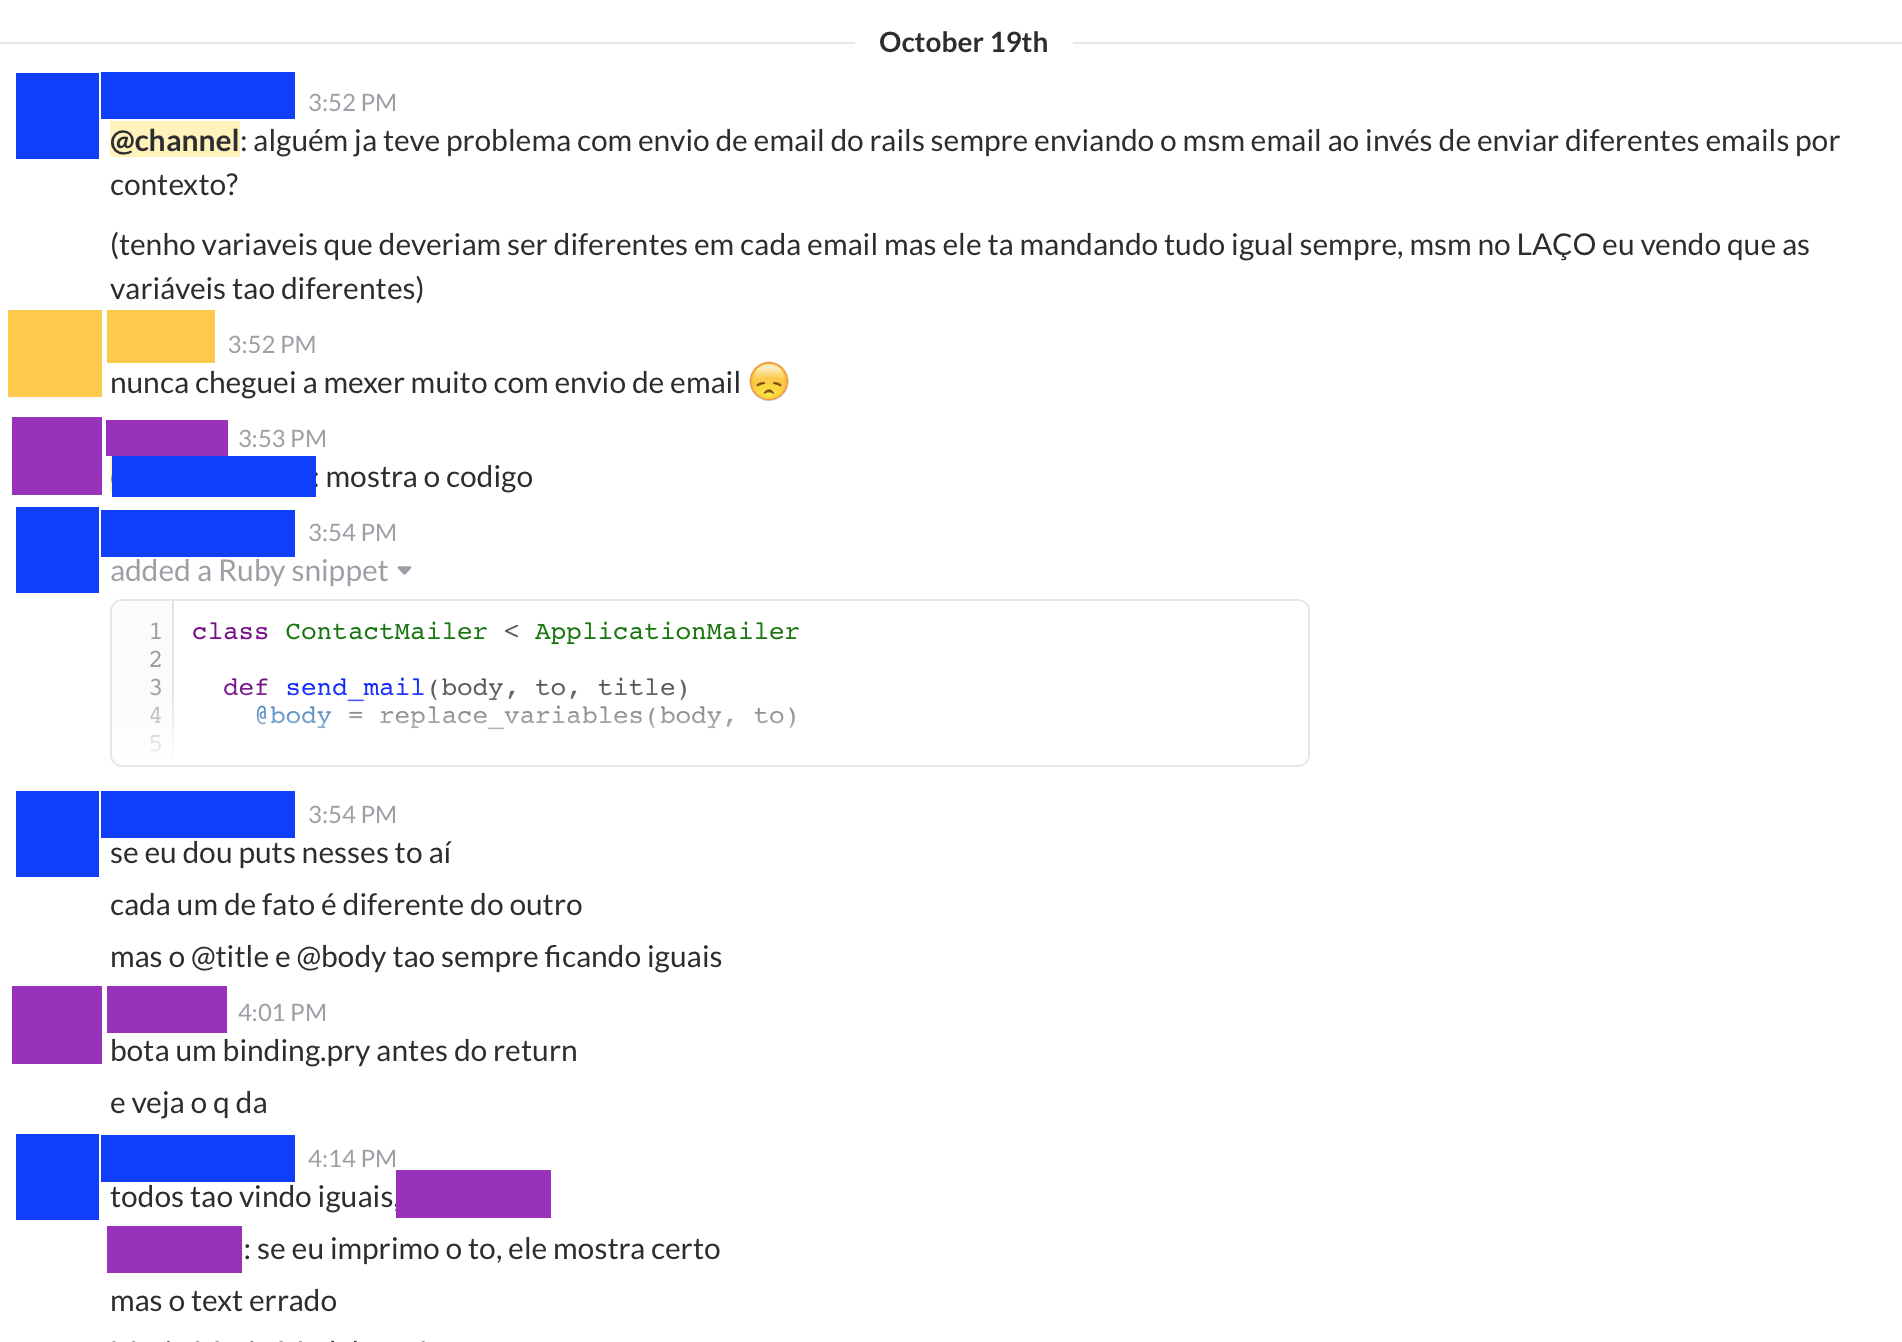 October 19th
3:52 PM
@channel: alguém ja teve problema com envio de email do rails sempre enviando o msm email ao invés de enviar diferentes emails por
contexto?
(tenho variaveis que deveriam ser diferentes em cada email mas ele ta mandando tudo igual sempre, msm no LAÇO eu vendo que as
variáveis tao diferentes)
3:52 PM
nunca cheguei a mexer muito com envio de email 😞
3:53 PM
: mostra o codigo
3:54 PM
added a Ruby snippet
1 class ContactMailer < ApplicationMailer
2
3 def send_mail(body, to, title)
4 @body = replace_variables(body, to)
5
3:54 PM
se eu dou puts nesses to aí
cada um de fato é diferente do outro
mas o @title e @body tao sempre ficando iguais
4:01 PM
bota um binding.pry antes do return
e veja o q da
4:14 PM
todos tao vindo iguais,
: se eu imprimo o to, ele mostra certo
mas o text errado